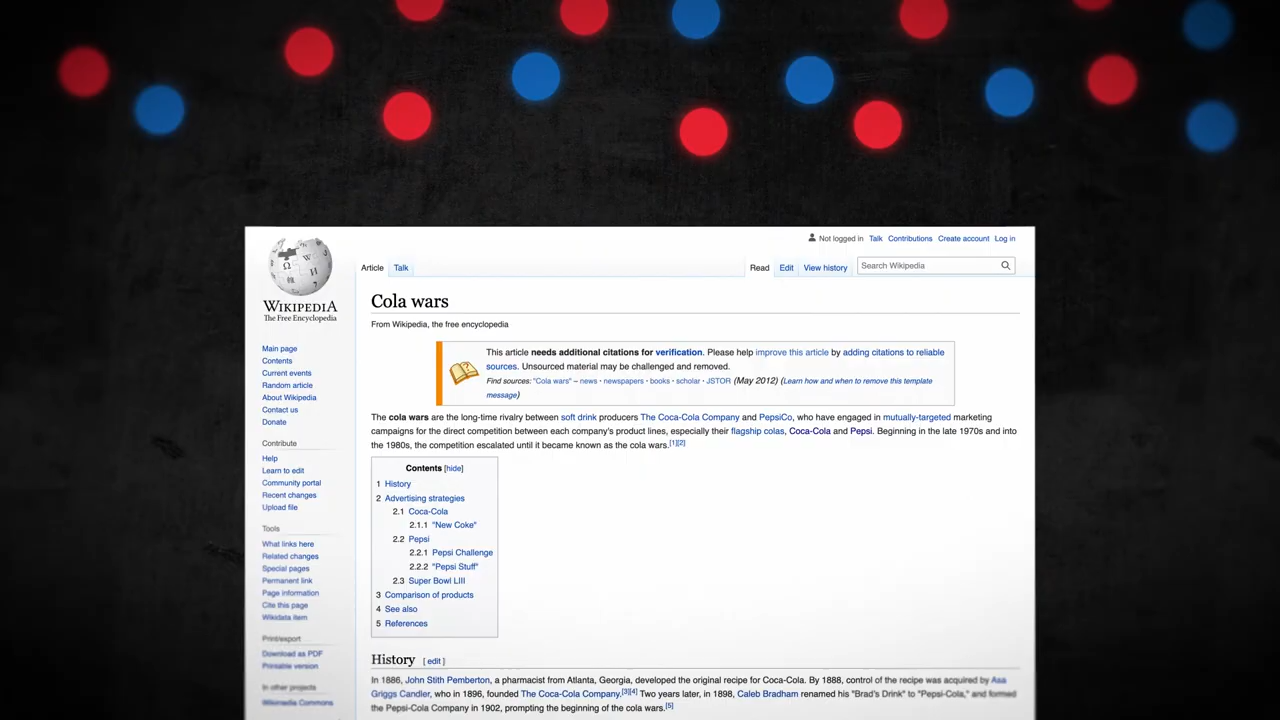 Not logged in Talk Contributions Create account Log in
Article Talk Read Edit View history Search Wikipedia
WIKIPEDIA
The Free Encyclopedia
Main page
Contents
Current events
Random article
About Wikipedia
Contact us
Donate
Contribute
Help
Learn to edit
Community portal
Recent changes
Upload file
Tools
What links here
Related changes
Special pages
Permanent link
Page information
Cite this page
Wikidata item
Print/export
Download as PDF
Printable version
In other projects
Wikimedia Commons
Cola wars
From Wikipedia, the free encyclopedia
This article needs additional citations for verification. Please help improve this article by adding citations to reliable
sources. Unsourced material may be challenged and removed.
Find sources: "Cola wars" – news · newspapers · books · scholar · JSTOR (May 2012) (Learn how and when to remove this template
message)
The cola wars are the long-time rivalry between soft drink producers The Coca-Cola Company and PepsiCo, who have engaged in mutually-targeted marketing
campaigns for the direct competition between each company's product lines, especially their flagship colas, Coca-Cola and Pepsi. Beginning in the late 1970s and into
the 1980s, the competition escalated until it became known as the cola wars.[1][2]
Contents [hide]
1 History
2 Advertising strategies
2.1 Coca-Cola
2.1.1 "New Coke"
2.2 Pepsi
2.2.1 Pepsi Challenge
2.2.2 "Pepsi Stuff"
2.3 Super Bowl LIII
3 Comparison of products
4 See also
5 References
History [ edit ]
In 1886, John Stith Pemberton, a pharmacist from Atlanta, Georgia, developed the original recipe for Coca-Cola. By 1888, control of the recipe was acquired by Asa
Griggs Candler, who in 1896, founded The Coca-Cola Company.[3][4] Two years later, in 1898, Caleb Bradham renamed his "Brad's Drink" to "Pepsi-Cola," and formed
the Pepsi-Cola Company in 1902, prompting the beginning of the cola wars.[5]